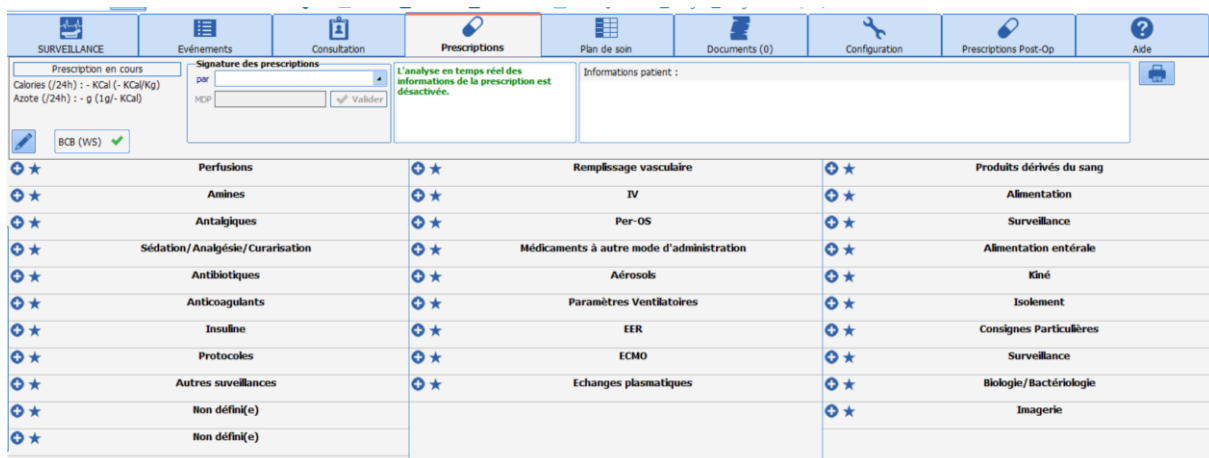 SURVEILLANCE
Evénements
Consultation
Prescriptions
Plan de soin
Documents (0)
Configuration
Prescriptions Post-Op
Aide
Prescription en cours
Calories (/24h) : - KCal (- KCal/Kg)
Azote (/24h) : - g (1g/- KCal)
BCB (WS)
Signature des prescriptions
par
MDP
Valider
L'analyse en temps réel des
informations de la prescription est
désactivée.
Informations patient :
Perfusions
Remplissage vasculaire
Produits dérivés du sang
Amines
IV
Alimentation
Antalgiques
Per-OS
Surveillance
Sédation/Analgésie/Curarisation
Médicaments à autre mode d'administration
Alimentation entérale
Antibiotiques
Aérosols
Kiné
Anticoagulants
Paramètres Ventilatoires
Isolement
Insuline
EER
Consignes Particulières
Protocoles
ECMO
Surveillance
Autres suveillances
Echanges plasmatiques
Biologie/Bactériologie
Non défini(e)
Imagerie
Non défini(e)